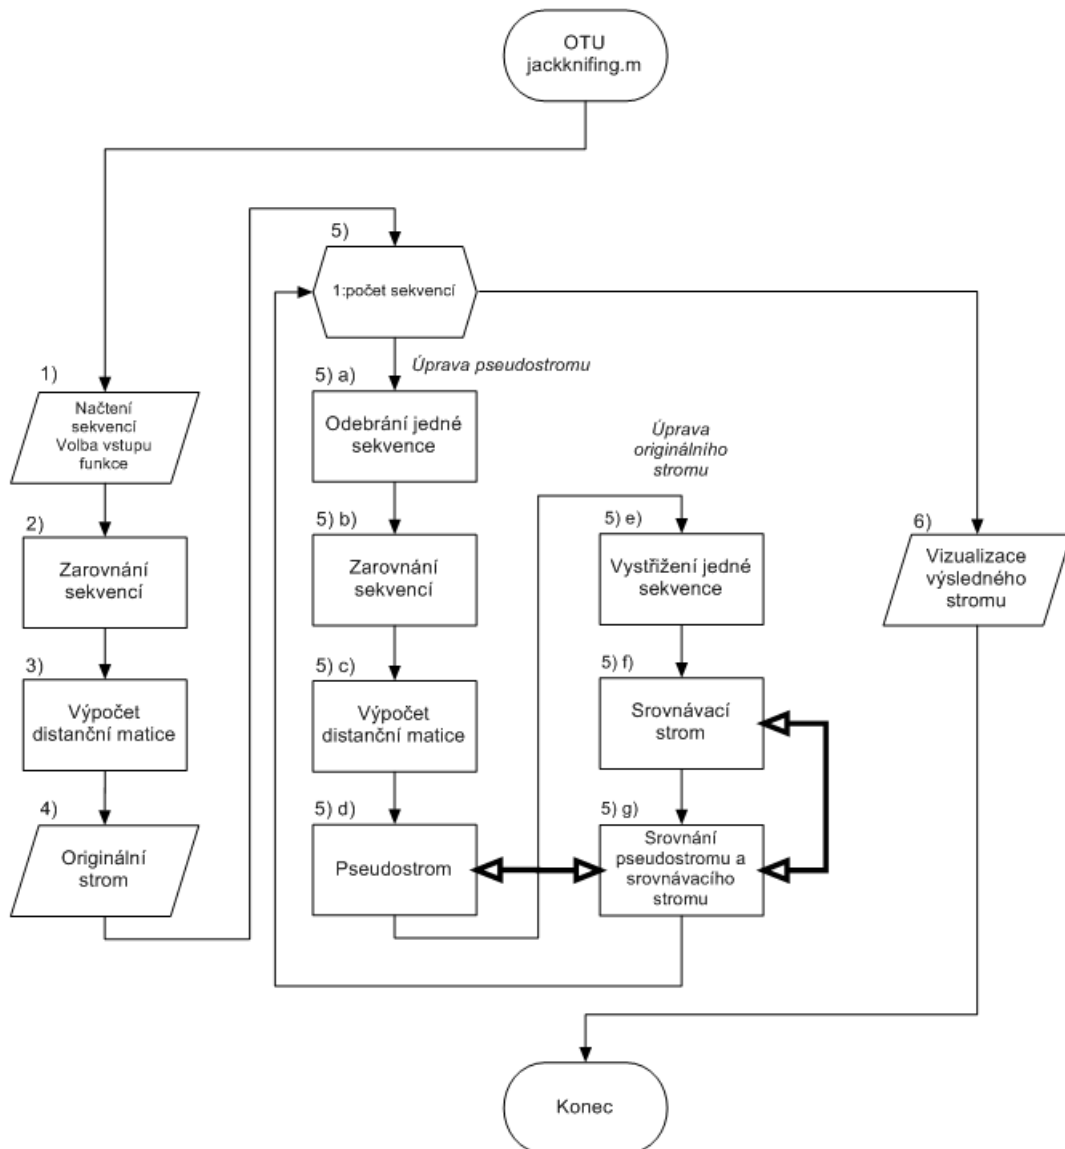 OTU
jackknifing.m
1)
Načtení
sekvencí
Volba vstupu
funkce
2)
Zarovnání
sekvencí
3)
Výpočet
distanční matice
4)
Originální
strom
5)
1:počet sekvencí
Úprava pseudostromu
5) a)
Odebrání jedné
sekvence
5) b)
Zarovnání
sekvencí
5) c)
Výpočet
distanční matice
5) d)
Pseudostrom
Úprava
originálního
stromu
5) e)
Vystřižení jedné
sekvence
5) f)
Srovnávací
strom
5) g)
Srovnání
pseudostromu a
srovnávacího
stromu
6)
Vizualizace
výsledného
stromu
Konec